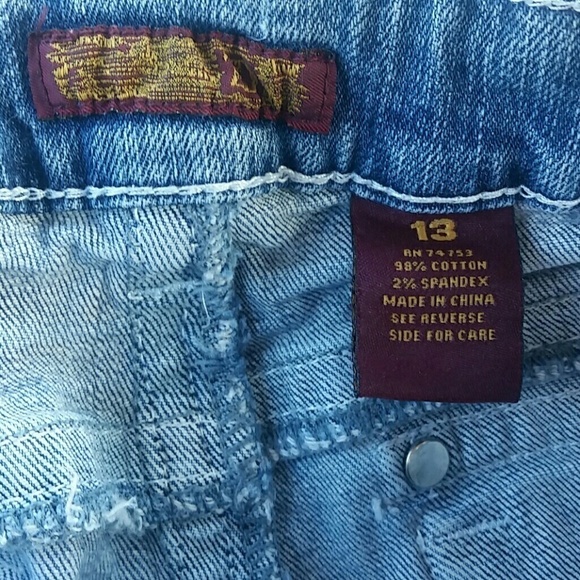 13
RN 74753
98% COTTON
2% SPANDEX
MADE IN CHINA
SEE REVERSE
SIDE FOR CARE